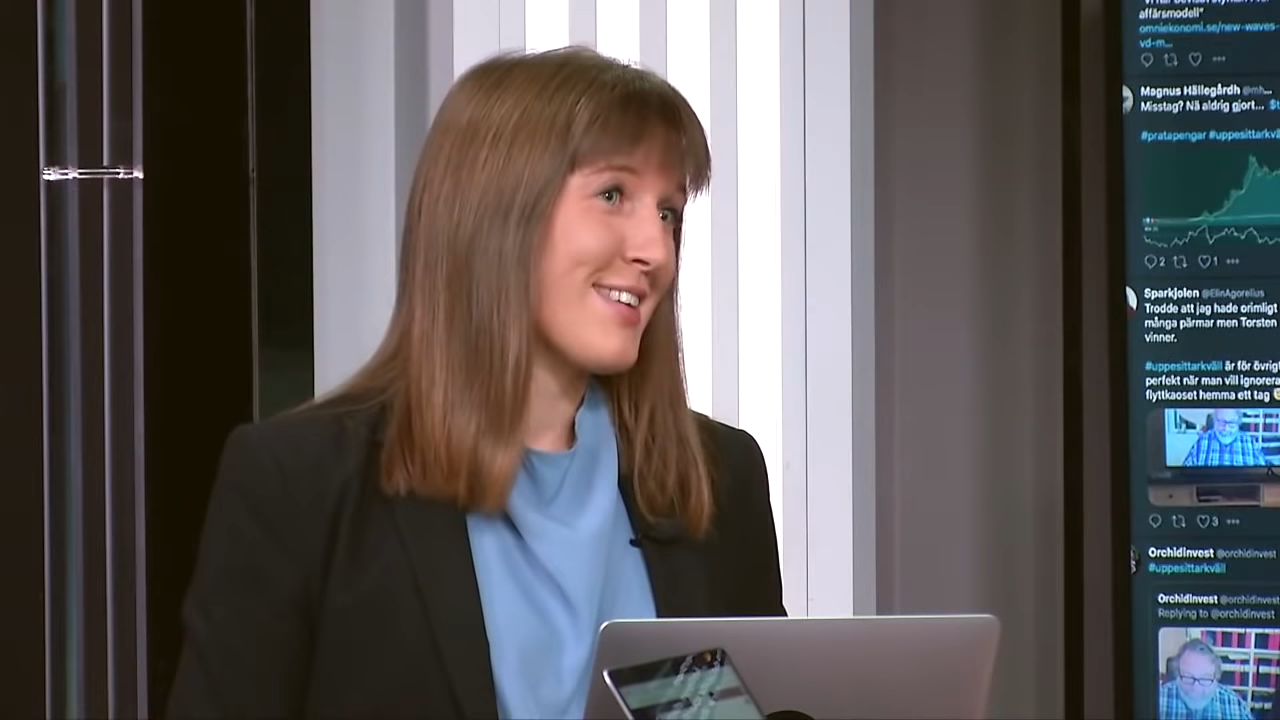 affärsmodell"
omniekonomi.se/new-waves-
vd-m...
Magnus Hällegårdh @mh...
Misstag? Nä aldrig gjort...
#pratapengar #uppesittarkvä
2 1
Sparkjolen @ElinAgorelius
Trodde att jag hade orimligt
många pärmar men Torsten
vinner.
#uppesittarkväll är för övrigt
perfekt när man vill ignorera
flyttkaoset hemma ett tag
3
Orchidinvest @orchidinvest
#uppesittarkväll
Orchidinvest @orchidinvest
Replying to @orchidinvest